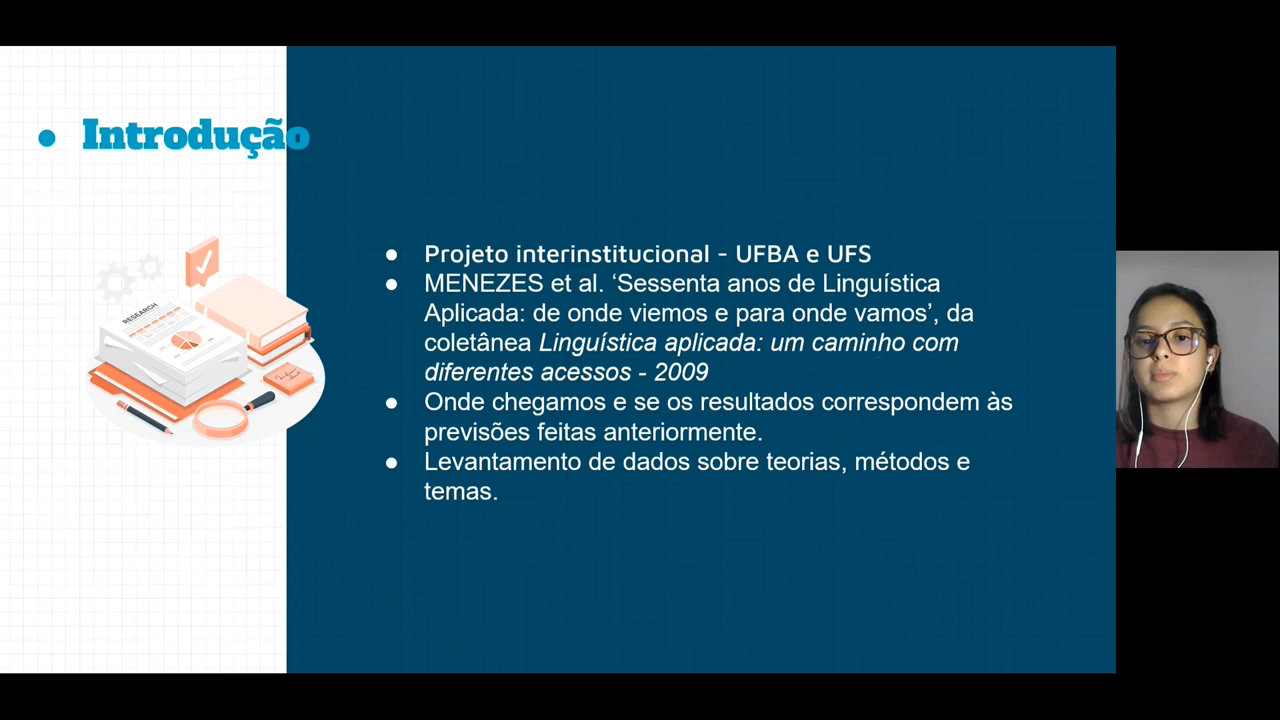 ● Introdução
RESEARCH
● Projeto interinstitucional - UFBA e UFS
● MENEZES et al. ‘Sessenta anos de Linguística
Aplicada: de onde viemos e para onde vamos’, da
coletânea Linguística aplicada: um caminho com
diferentes acessos - 2009
● Onde chegamos e se os resultados correspondem às
previsões feitas anteriormente.
● Levantamento de dados sobre teorias, métodos e
temas.